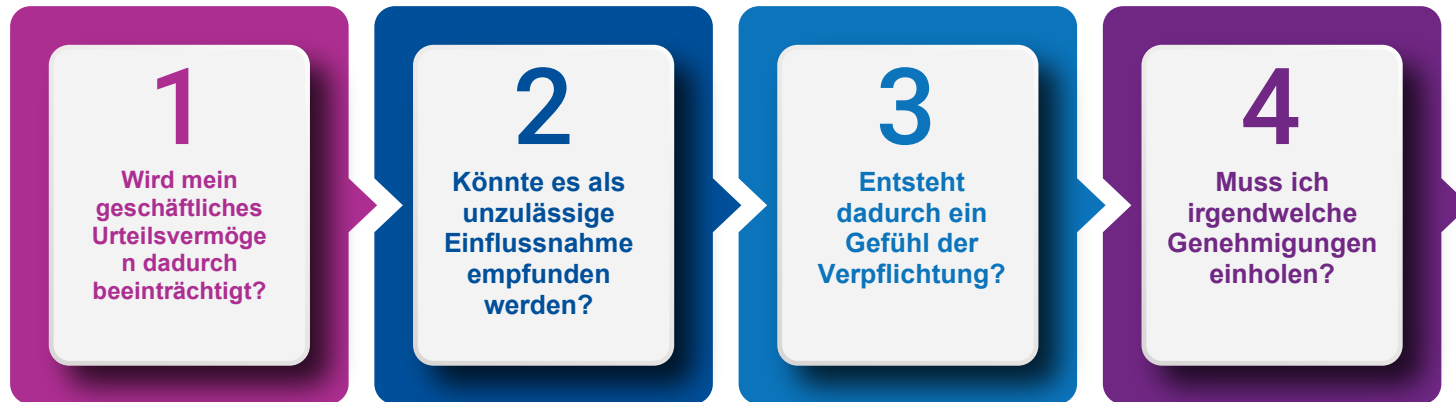 1
Wird mein
geschäftliches
Urteilsvermöge
n dadurch
beeinträchtigt?
2
Könnte es als
unzulässige
Einflussnahme
empfunden
werden?
3
Entsteht
dadurch ein
Gefühl der
Verpflichtung?
4
Muss ich
irgendwelche
Genehmigungen
einholen?